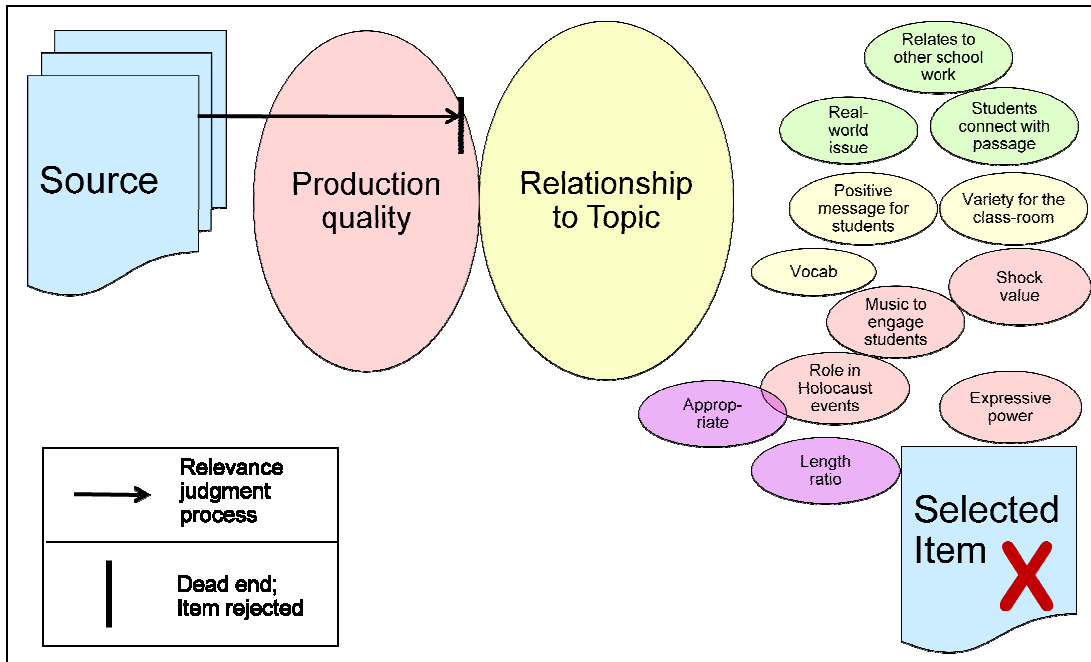 Source
Production
quality
Relationship
to Topic
Relates to
other school
work
Real-
world
issue
Students
connect with
passage
Positive
message for
students
Variety for the
class-room
Vocab
Shock
value
Music to
engage
students
Role in
Holocaust
events
Approp-
riate
Expressive
power
Length
ratio
Selected
Item
X
Relevance
judgment
process
Dead end;
Item rejected